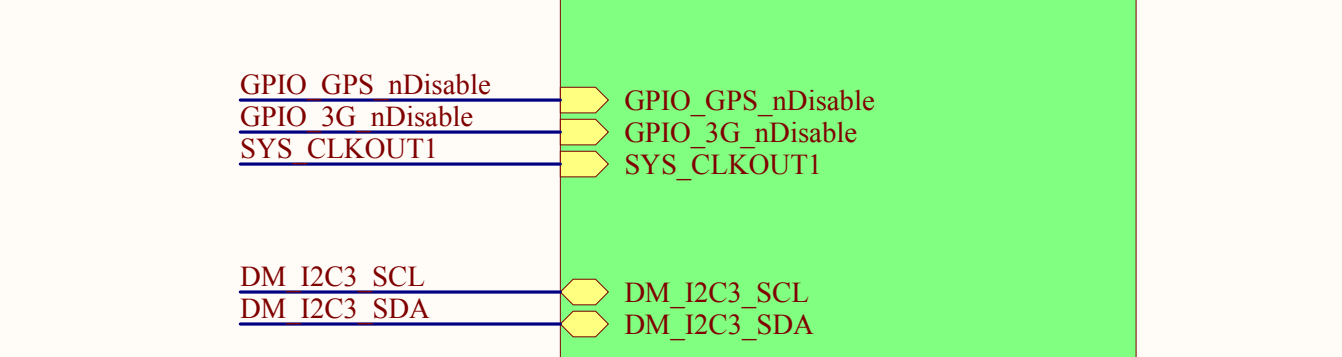 GPIO_GPS_nDisable
GPIO_GPS_nDisable
GPIO_3G_nDisable
GPIO_3G_nDisable
SYS_CLKOUT1
SYS_CLKOUT1
DM_I2C3_SCL
DM_I2C3_SCL
DM_I2C3_SDA
DM_I2C3_SDA